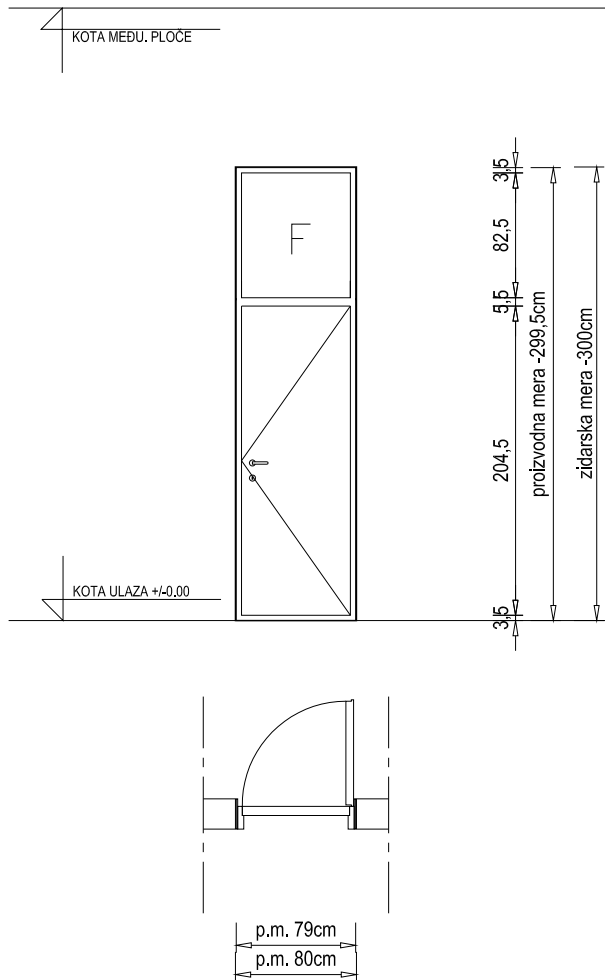 KOTA MEĐU. PLOČE
3,5
82,5
F
5,5
204,5
3,5
proizvodna mera -299,5cm
zidarska mera -300cm
KOTA ULAZA +/-0.00
p.m. 79cm
p.m. 80cm